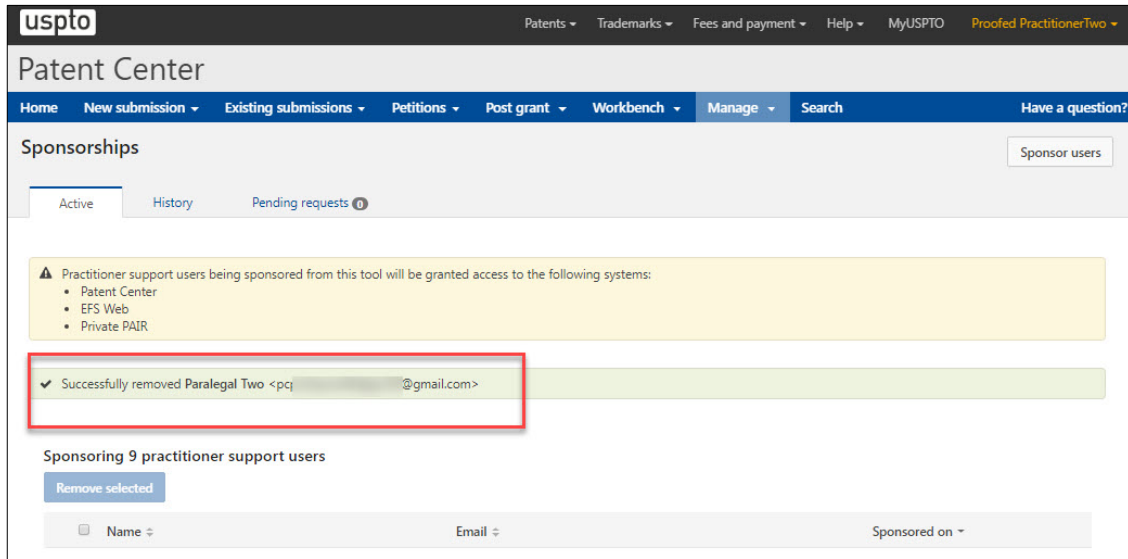 uspto Patents Trademarks Fees and payment Help MyUSPTO Proofed PractitionerTwo
Patent Center
Home New submission Existing submissions Petitions Post grant Workbench Manage Search Have a question?
Sponsorships Sponsor users
Active History Pending requests 0
Practitioner support users being sponsored from this tool will be granted access to the following systems:
• Patent Center
• EFS Web
• Private PAIR
Successfully removed Paralegal Two <pc @gmail.com>
Sponsoring 9 practitioner support users
Remove selected
Name Email Sponsored on